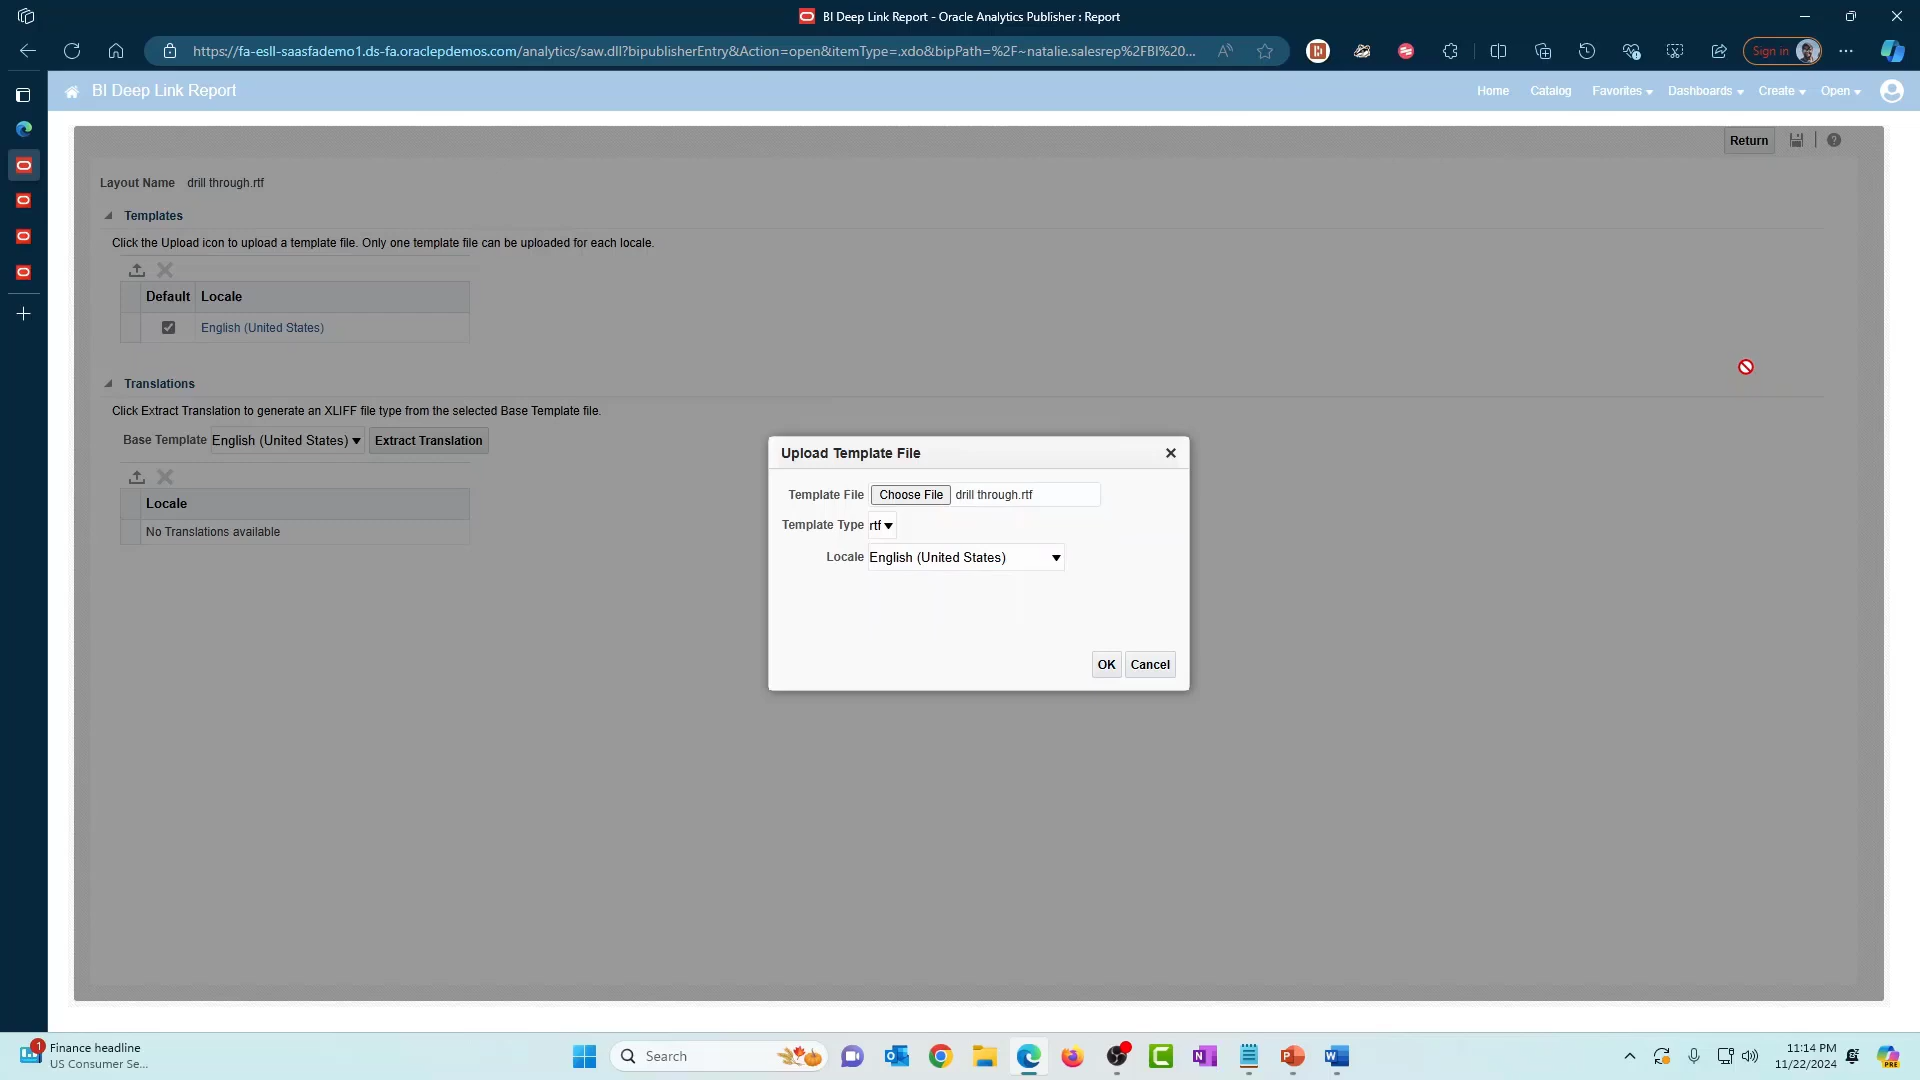 BI Deep Link Report - Oracle Analytics Publisher : Report
https://fa-esll-saasfademo1.ds-fa.oraclepdemos.com/analytics/saw.dll?bipublisherEntry&Action=open&itemType=.xdo&bipPath=%2F~natalie.salesrep%2FBI%20...
Sign in
BI Deep Link Report
Home Catalog Favorites Dashboards Create Open
Return
Layout Name drill through.rtf
Templates
Click the Upload icon to upload a template file. Only one template file can be uploaded for each locale.
Default Locale
English (United States)
Translations
Click Extract Translation to generate an XLIFF file type from the selected Base Template file.
Base Template English (United States) Extract Translation
Locale
No Translations available
Upload Template File
Template File Choose File drill through.rtf
Template Type rtf
Locale English (United States)
OK Cancel
1
Finance headline
US Consumer Se...
Search
11:14 PM
11/22/2024
PRE